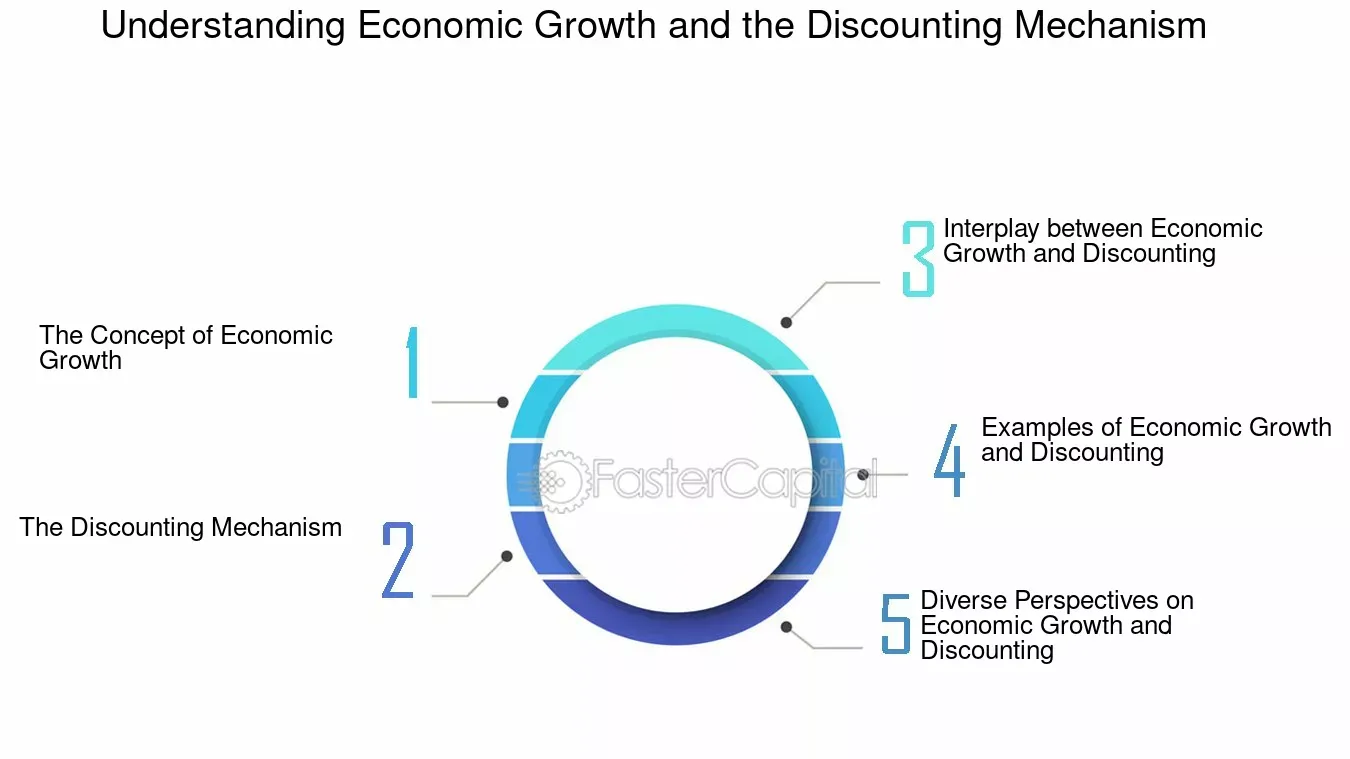 Understanding Economic Growth and the Discounting Mechanism
1
The Concept of Economic
Growth
2
The Discounting Mechanism
3
Interplay between Economic
Growth and Discounting
4
Examples of Economic Growth
and Discounting
5
Diverse Perspectives on
Economic Growth and
Discounting
FasterCapital